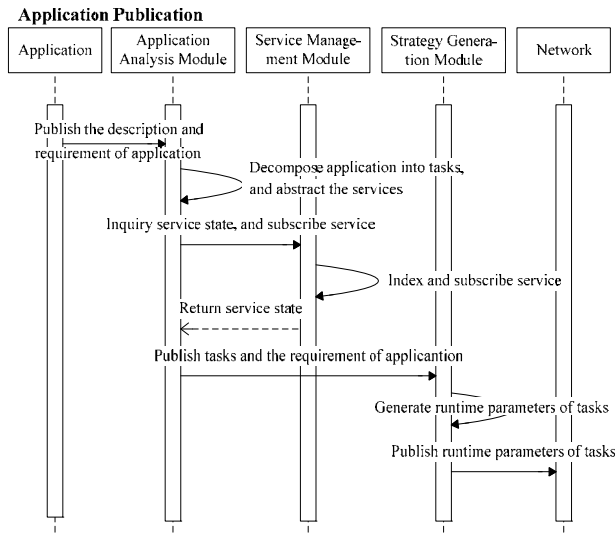 Application Publication
Application
Application
Analysis Module
Service Manage-
ment Module
Strategy Genera-
tion Module
Network
Publish the description and
requirement of application
Decompose application into tasks,
and abstract the services
Inquiry service state, and subscribe service
Index and subscribe service
Return service state
Publish tasks and the requirement of applicantion
Generate runtime parameters of tasks
Publish runtime parameters of tasks